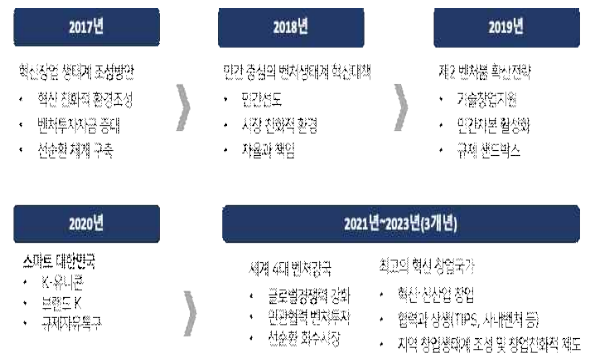 2017년
혁신창업 생태계 조성방안
• 혁신 친화적 환경조성
• 벤처투자자금 증대
• 선순환 체재 구축
2018년
민간 중심의 벤처생태계 혁신대책
• 민간선도
• 시장 친화적 환경
• 자율과 책임
2019년
제2 벤처붐 확산전략
• 기술창업지원
• 민간자본 활성화
• 규제 샌드박스
2020년
스마트 대한민국
• K-유니콘
• 브랜드 K
• 규제자유특구
2021년~2023년(3개년)
세계 4대 벤처강국
• 글로벌경쟁력 강화
• 민관협력 벤처투자
• 선순환 회수시장
최고의 혁신 창업국가
• 혁신·신산업 창업
• 협력과 상생(TIPS, 사내벤처 등)
• 지역 창업생태계 조성 및 창업친화적 제도